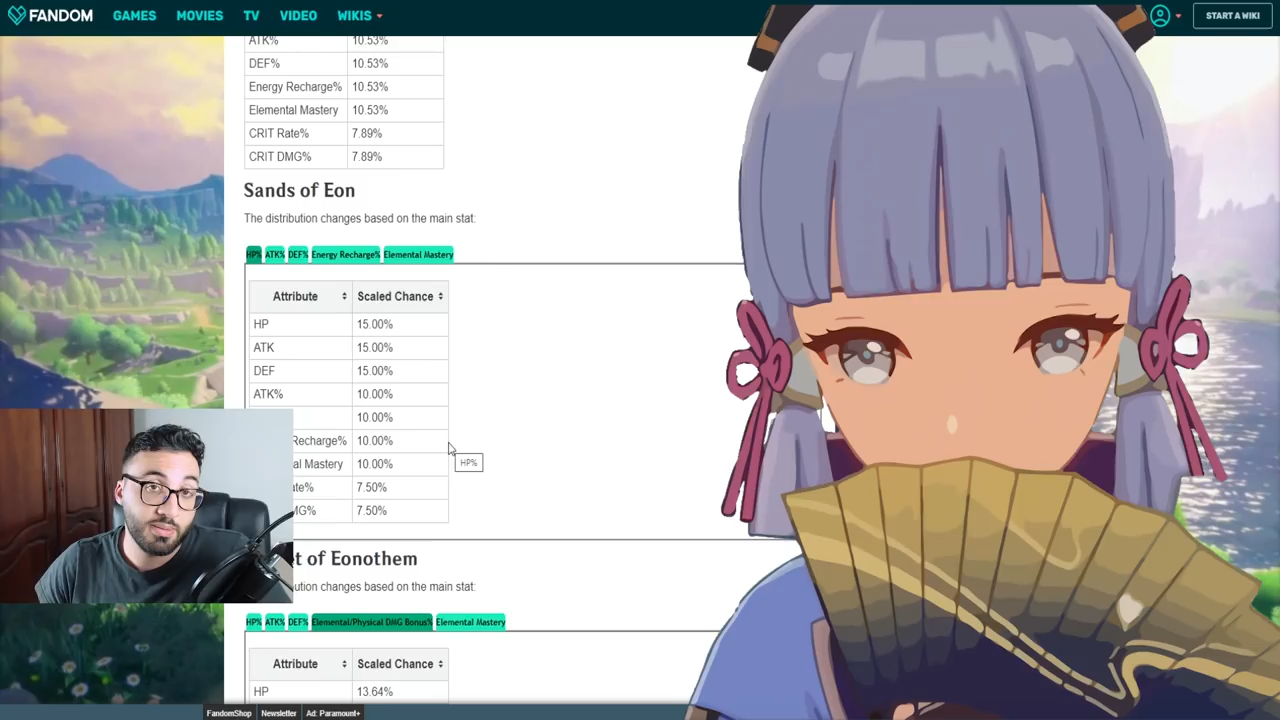 FANDOM GAMES MOVIES TV VIDEO WIKIS START A WIKI
ATK% 10.53%
DEF% 10.53%
Energy Recharge% 10.53%
Elemental Mastery 10.53%
CRIT Rate% 7.89%
CRIT DMG% 7.89%
Sands of Eon
The distribution changes based on the main stat:
HP% ATK% DEF% Energy Recharge% Elemental Mastery
Attribute Scaled Chance
HP 15.00%
ATK 15.00%
DEF 15.00%
ATK% 10.00%
10.00%
Recharge% 10.00%
al Mastery 10.00%
HP%
ate% 7.50%
MG% 7.50%
et of Eonothem
ution changes based on the main stat:
HP% ATK% DEF% Elemental/Physical DMG Bonus% Elemental Mastery
Attribute Scaled Chance
HP 13.64%
FandomShop Newsletter Ad: Paramount+